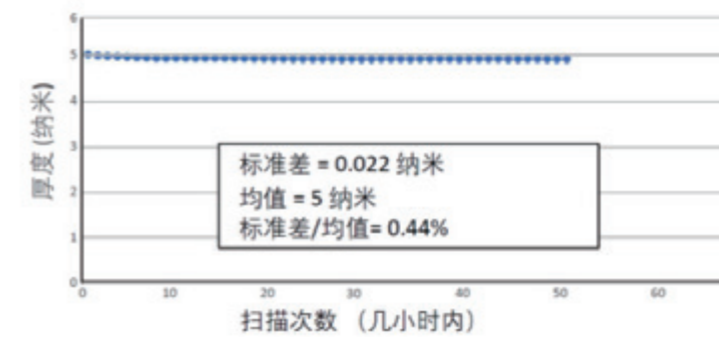 6
5
4
3
2
1
0
厚度 (纳米)
标准差 = 0.022 纳米
均值 = 5 纳米
标准差/均值= 0.44%
0 10 20 30 40 50 60
扫描次数 （几小时内）